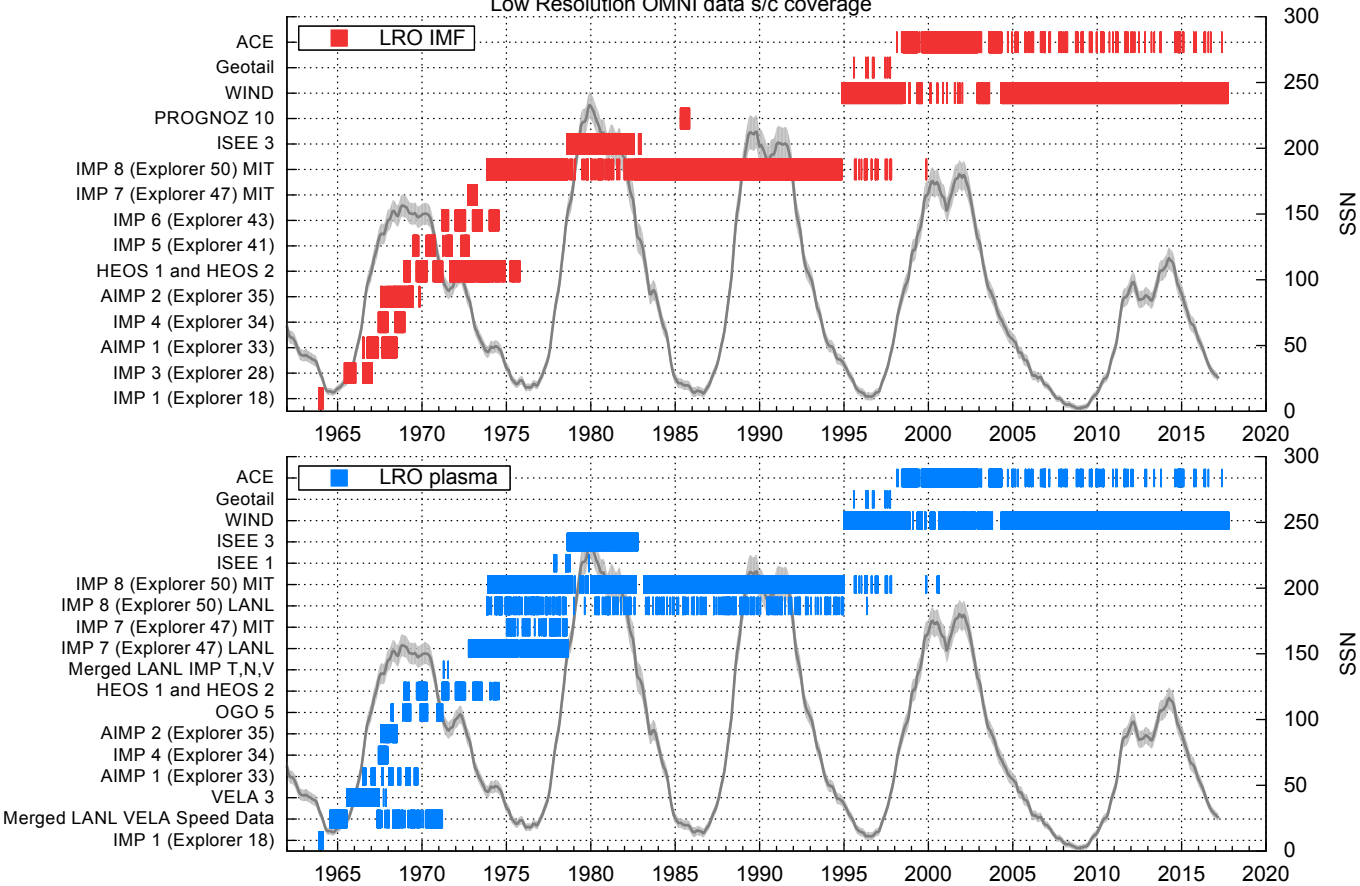 Low Resolution OMNI data s/c coverage
LRO IMF
ACE
Geotail
WIND
PROGNOZ 10
ISEE 3
IMP 8 (Explorer 50) MIT
IMP 7 (Explorer 47) MIT
IMP 6 (Explorer 43)
IMP 5 (Explorer 41)
HEOS 1 and HEOS 2
AIMP 2 (Explorer 35)
IMP 4 (Explorer 34)
AIMP 1 (Explorer 33)
IMP 3 (Explorer 28)
IMP 1 (Explorer 18)
300
250
200
150
100
50
0
SSN
1965 1970 1975 1980 1985 1990 1995 2000 2005 2010 2015 2020
LRO plasma
ACE
Geotail
WIND
ISEE 3
ISEE 1
IMP 8 (Explorer 50) MIT
IMP 8 (Explorer 50) LANL
IMP 7 (Explorer 47) MIT
IMP 7 (Explorer 47) LANL
Merged LANL IMP T,N,V
HEOS 1 and HEOS 2
OGO 5
AIMP 2 (Explorer 35)
IMP 4 (Explorer 34)
AIMP 1 (Explorer 33)
VELA 3
Merged LANL VELA Speed Data
IMP 1 (Explorer 18)
300
250
200
150
100
50
0
SSN
1965 1970 1975 1980 1985 1990 1995 2000 2005 2010 2015 2020